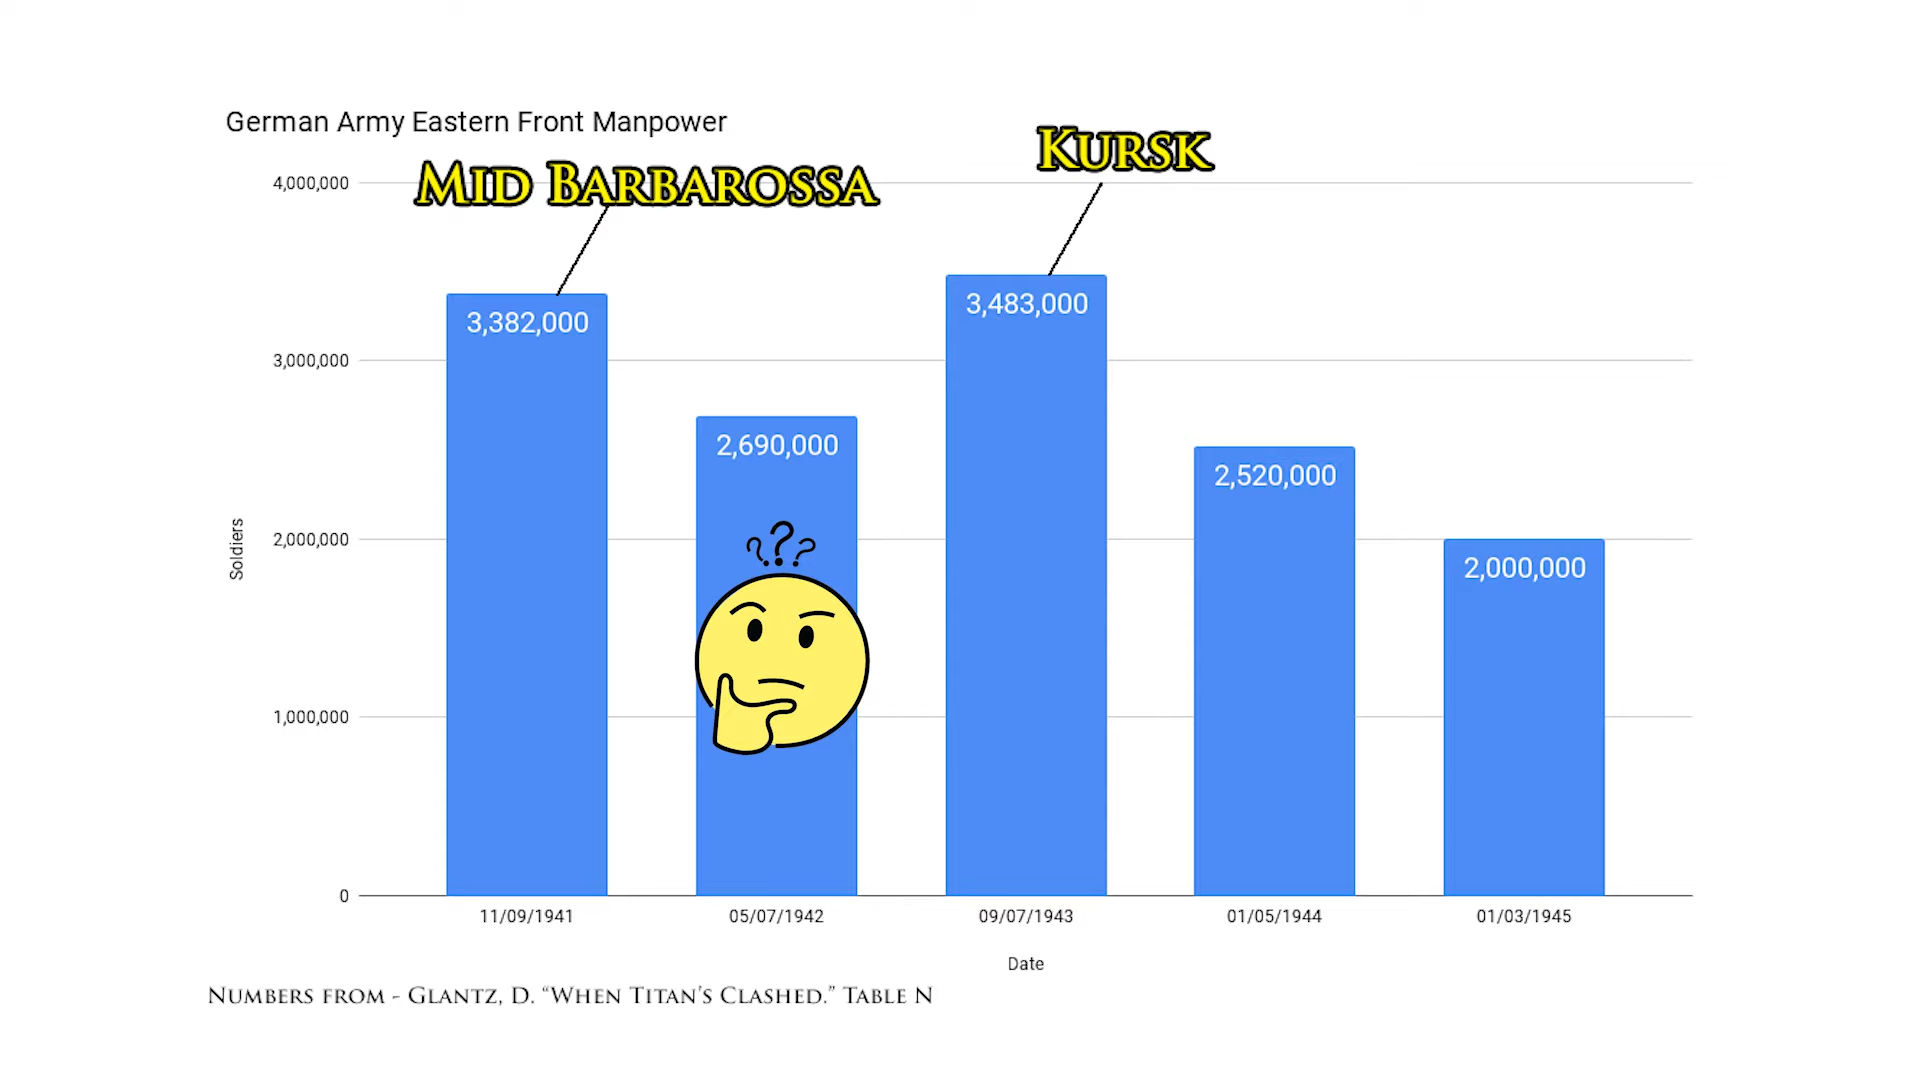 German Army Eastern Front Manpower
Mid Barbarossa
Kursk
4,000,000
3,000,000
2,000,000
1,000,000
0
Soldiers
3,382,000
2,690,000
3,483,000
2,520,000
2,000,000
???
11/09/1941
05/07/1942
09/07/1943
01/05/1944
01/03/1945
Date
Numbers from - Glantz, D. “When Titan’s Clashed.” Table N